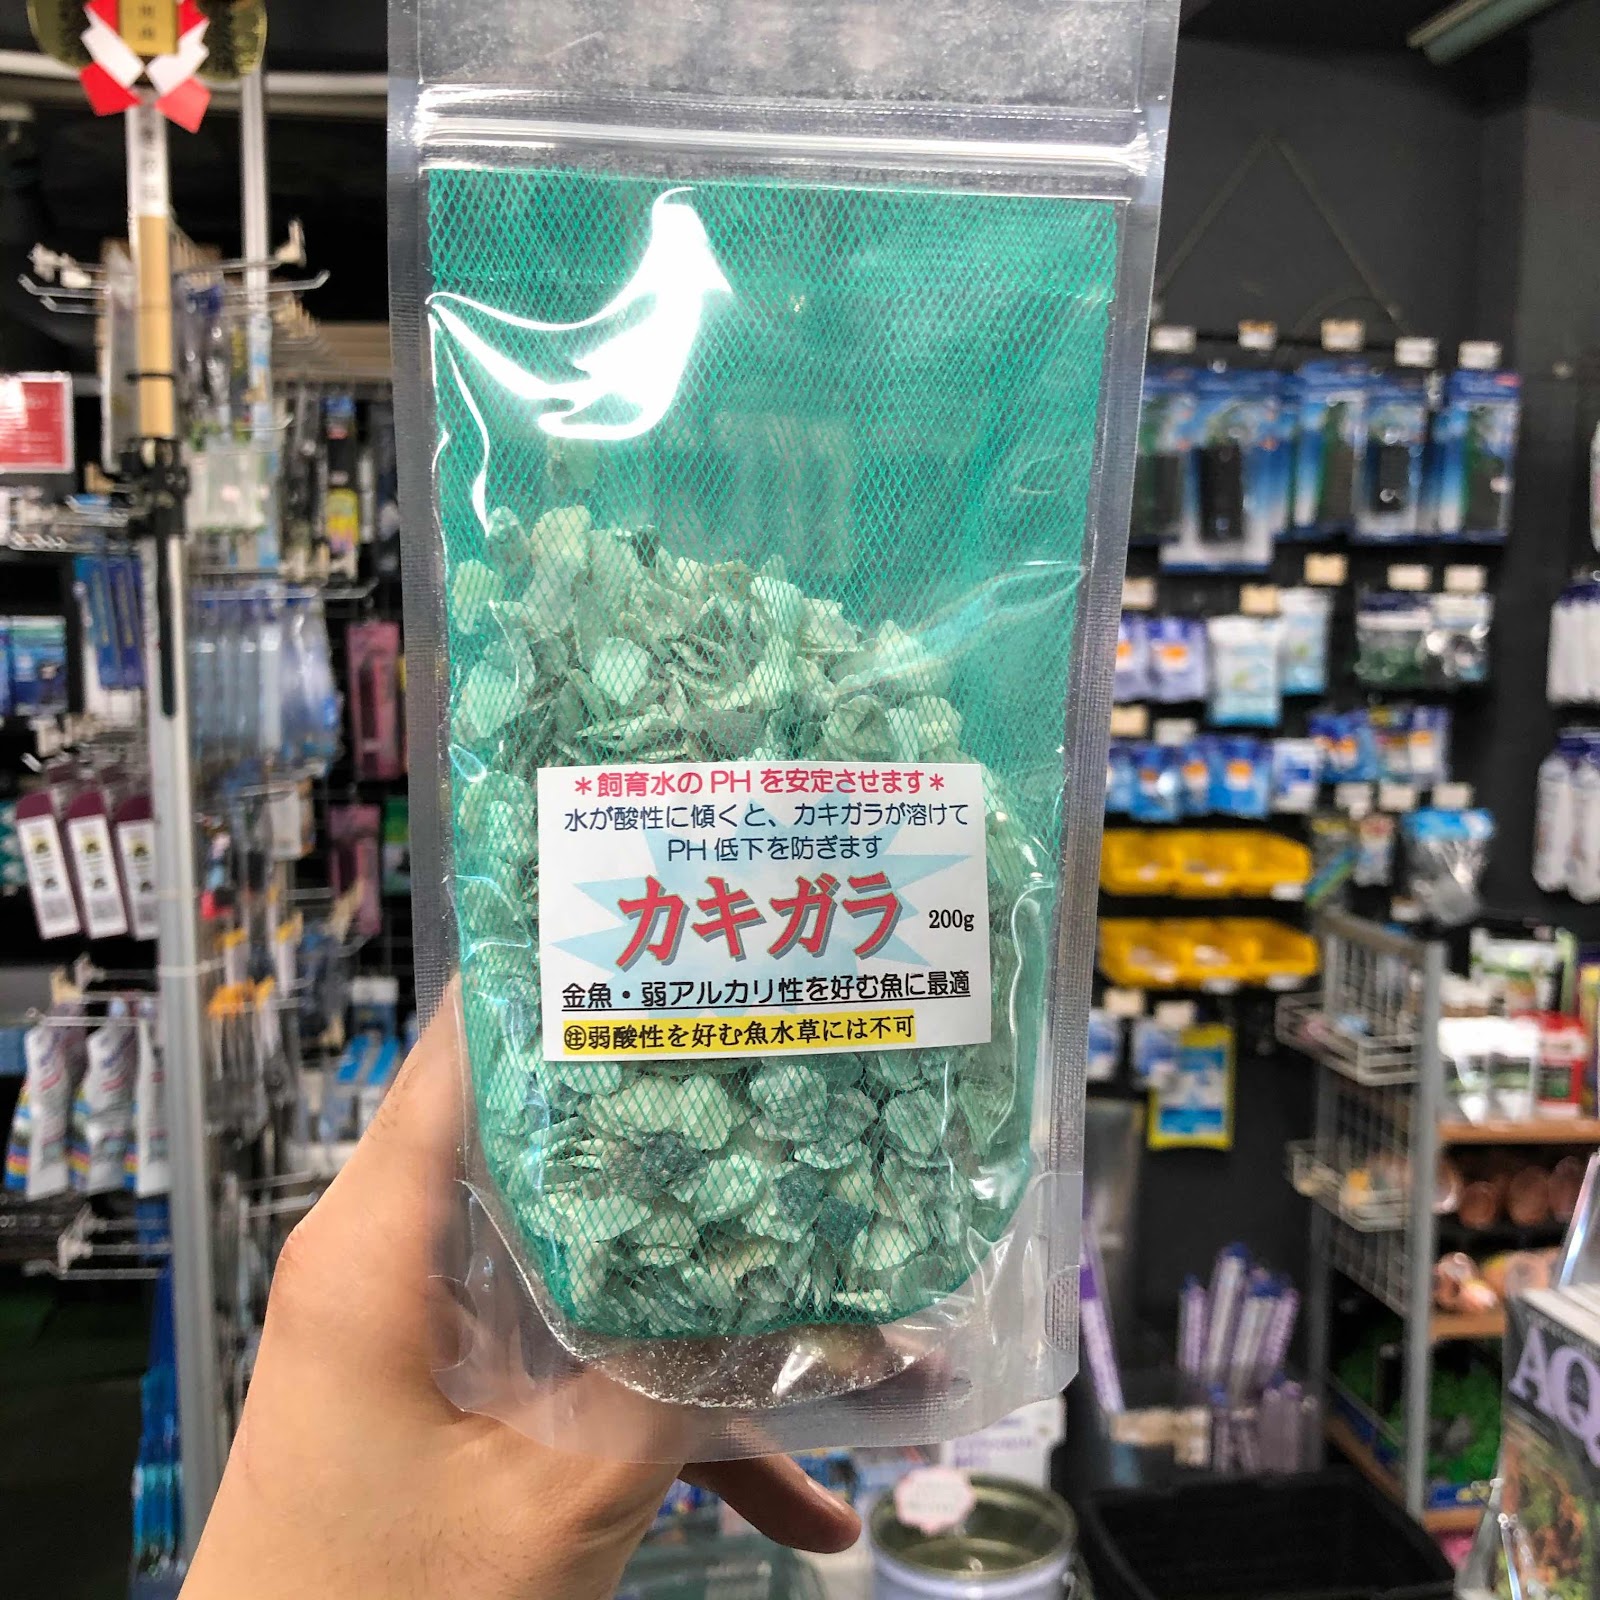 ＊飼育水のPHを安定させます＊
水が酸性に傾くと、カキガラが溶けて
PH低下を防ぎます
カキガラ 200g
金魚・弱アルカリ性を好む魚に最適
㊟弱酸性を好む魚水草には不可
AQ